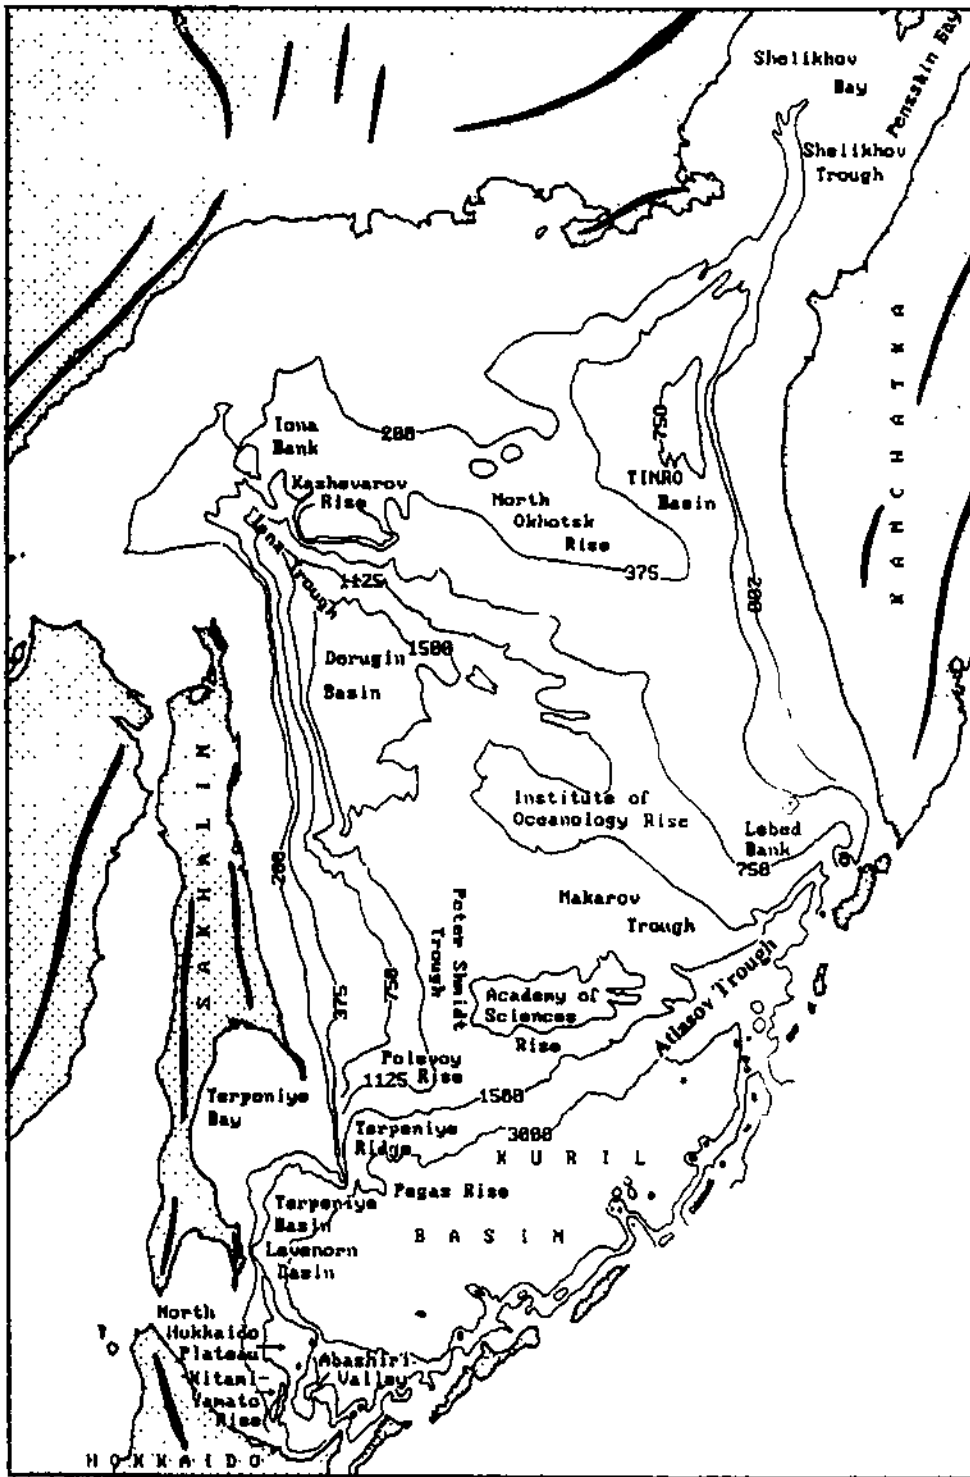 Shelikhov
Bay
Penzshin Bay
Shelikhov
Trough
KAMCHATKA
Iona
Bank
200
750
TINRO
Basin
Kashevarov
Rise
North
Okhotsk
Rise
Trough
1125
375
200
Derugin
Basin
1500
SAKHALIN
Institute of
Oceanology Rise
Lebed
Bank
750
200
Makarov
Trough
Peter Shmidt
Trough
375
750
Academy of
Sciences
Rise
Atlasov Trough
Polevoy
Rise
1125
1500
Terpeniye
Bay
Terpeniye
Ridge
3000
KURIL
Pegas Rise
Terpeniye
Basin
BASIN
Lavenorn
Basin
North
Hokkaido
Plateau
Abashiri
Valley
Kitami-
Yamato
Rise
HOKKAIDO